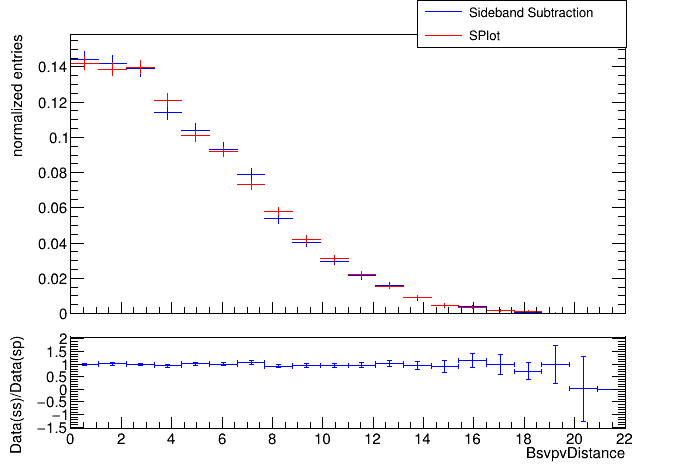 Sideband Subtraction
SPlot
normalized entries
0.14
0.12
0.1
0.08
0.06
0.04
0.02
0
Data(ss)/Data(sp)
2
1.5
1
0.5
0
−0.5
−1
−1.5
0 2 4 6 8 10 12 14 16 18 20 22
BsvpvDistance